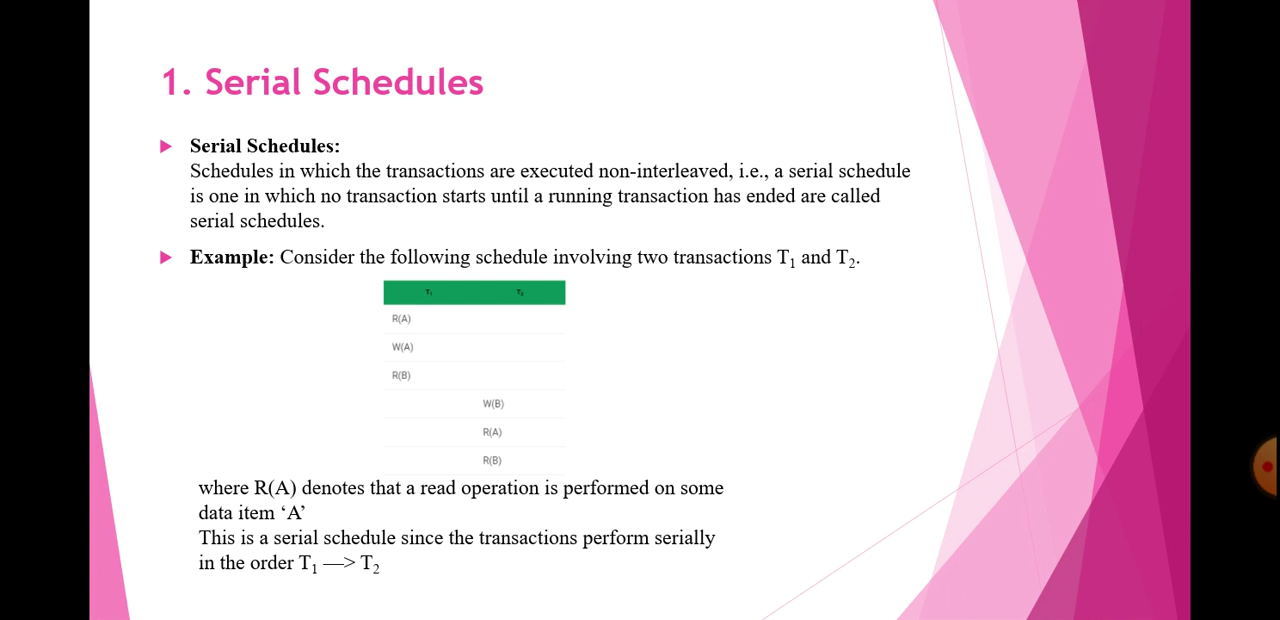 1. Serial Schedules
Serial Schedules:
Schedules in which the transactions are executed non-interleaved, i.e., a serial schedule
is one in which no transaction starts until a running transaction has ended are called
serial schedules.
Example: Consider the following schedule involving two transactions T₁ and T₂.
T₁ T₂
R(A)
W(A)
R(B)
W(B)
R(A)
R(B)
where R(A) denotes that a read operation is performed on some
data item ‘A’
This is a serial schedule since the transactions perform serially
in the order T₁ —> T₂